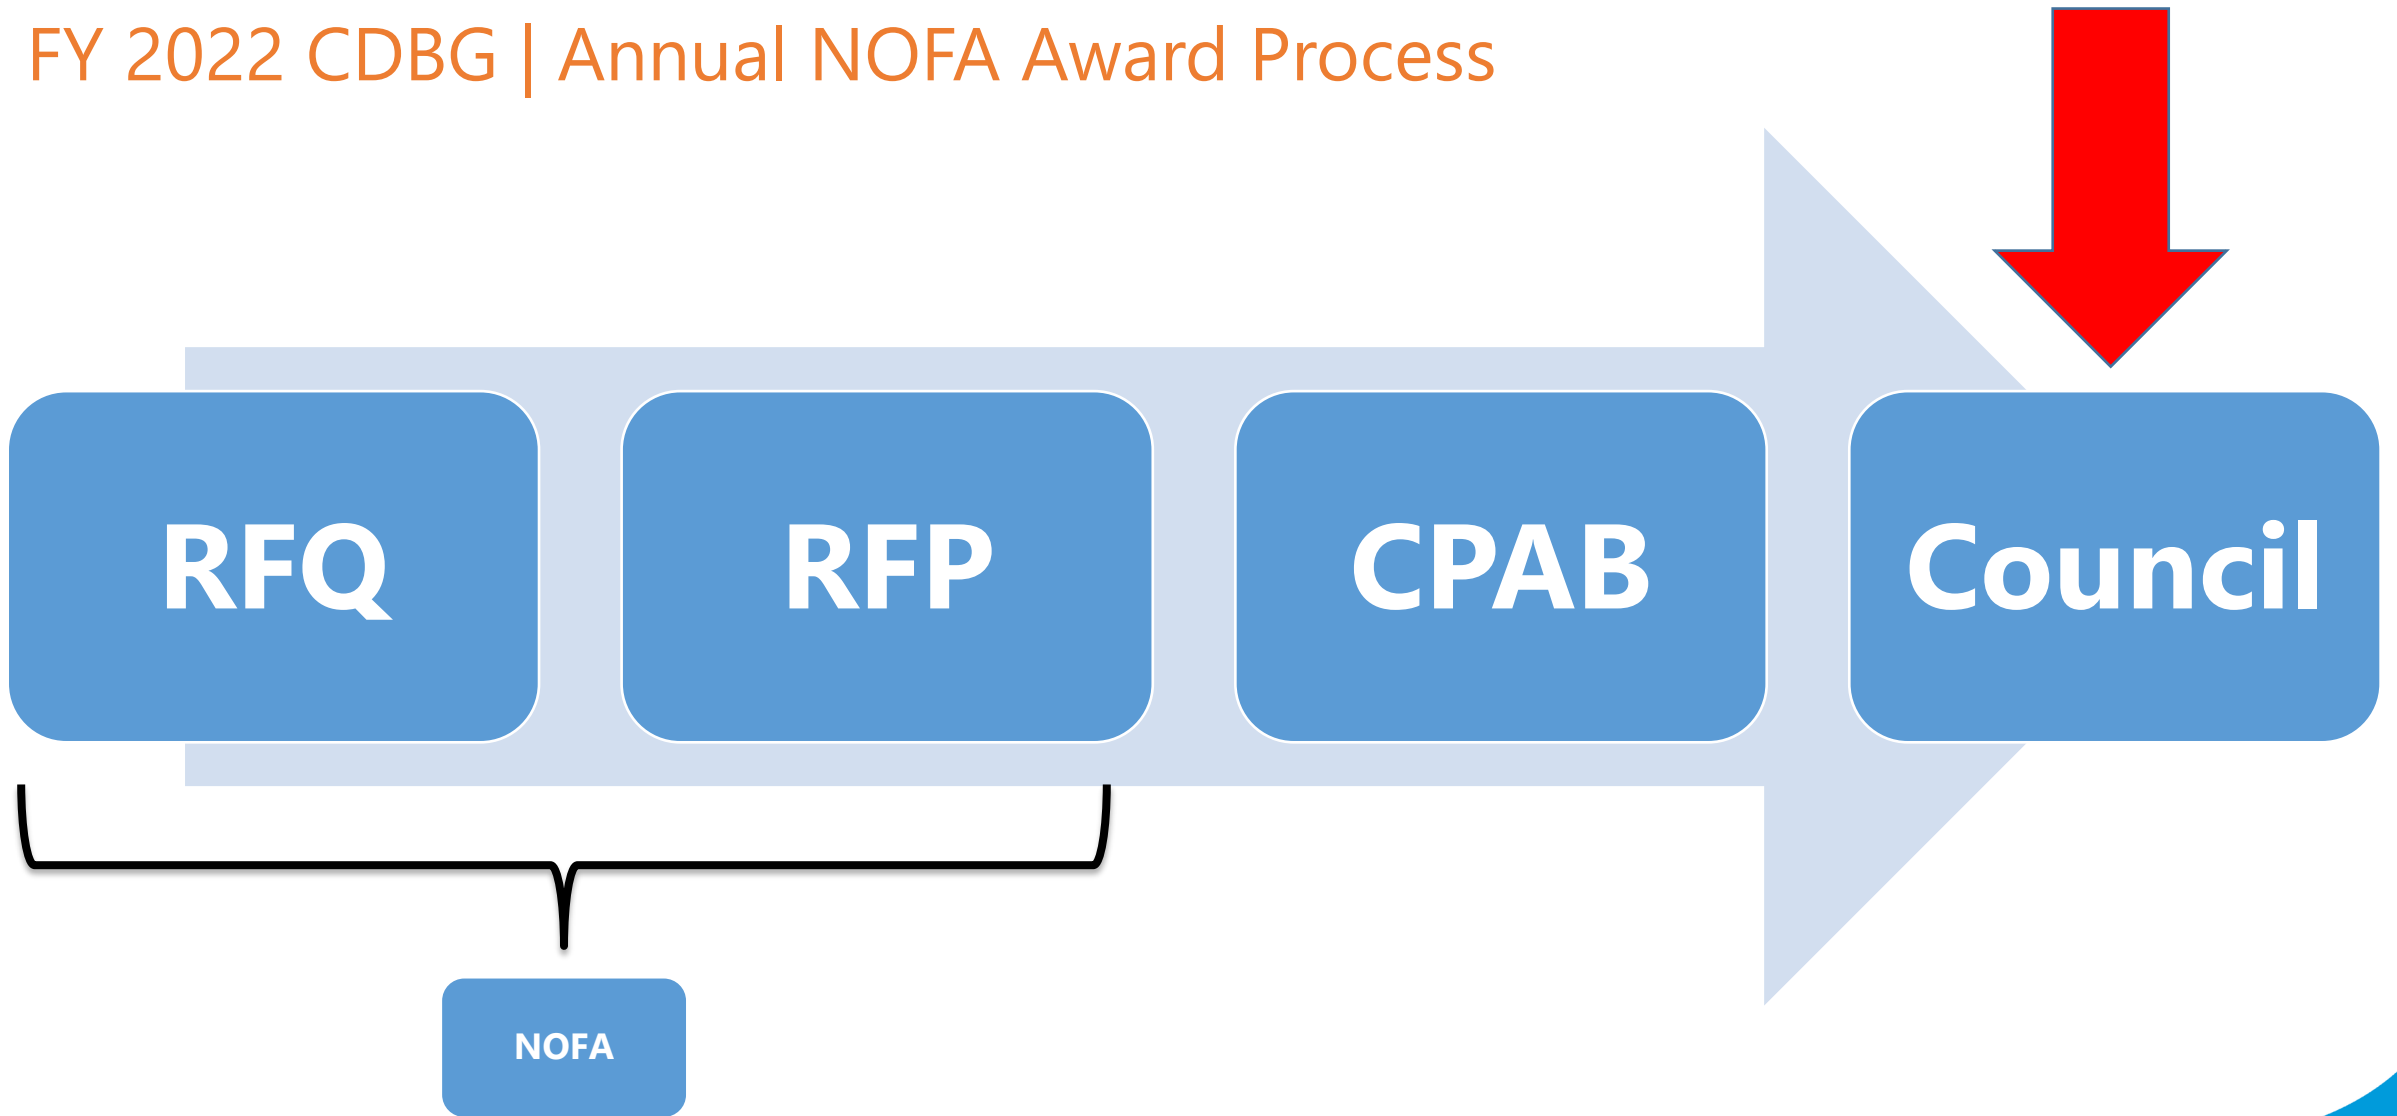 FY 2022 CDBG | Annual NOFA Award Process
RFQ
RFP
CPAB
Council
NOFA